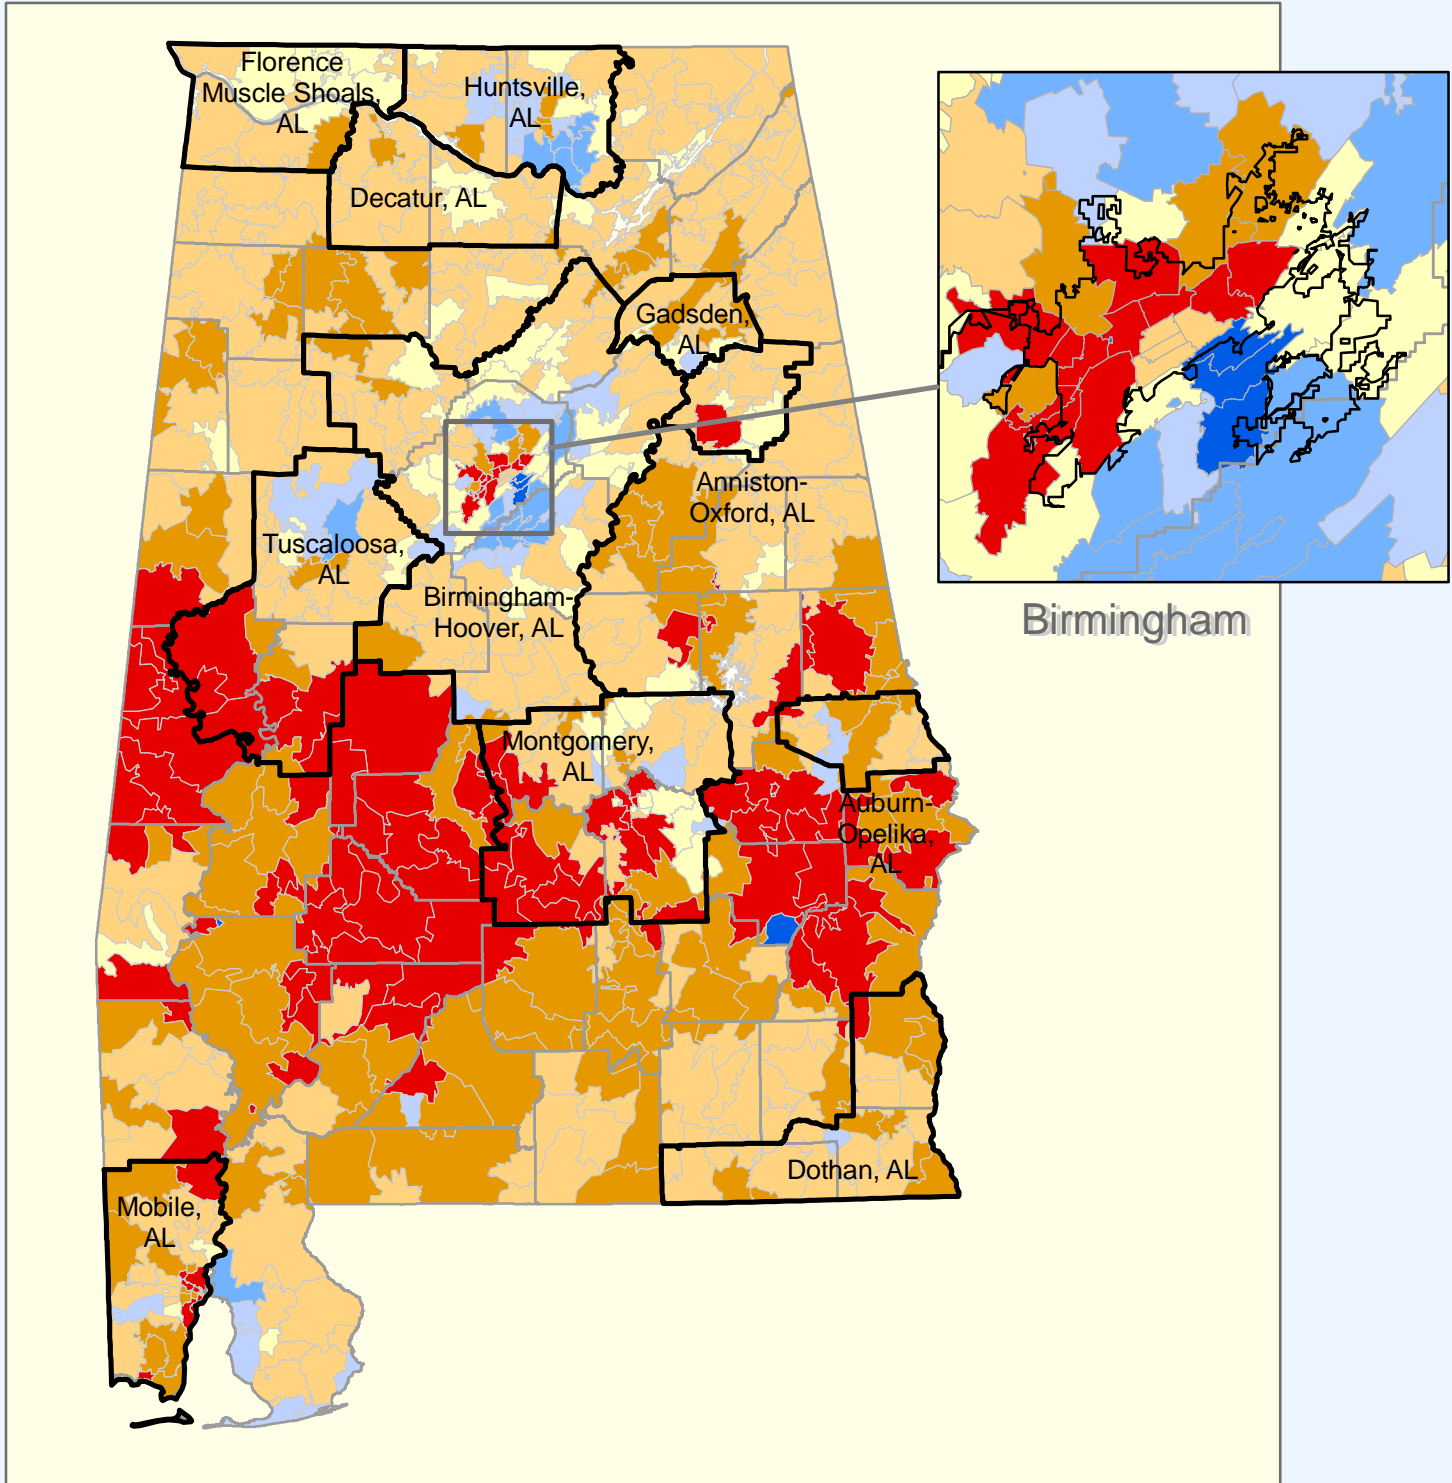 Florence
Muscle Shoals,
AL
Huntsville,
AL
Decatur, AL
Gadsden,
AL
Anniston-
Oxford, AL
Tuscaloosa,
AL
Birmingham-
Hoover, AL
Birmingham
Montgomery,
AL
Auburn-
Opelika,
AL
Dothan, AL
Mobile,
AL